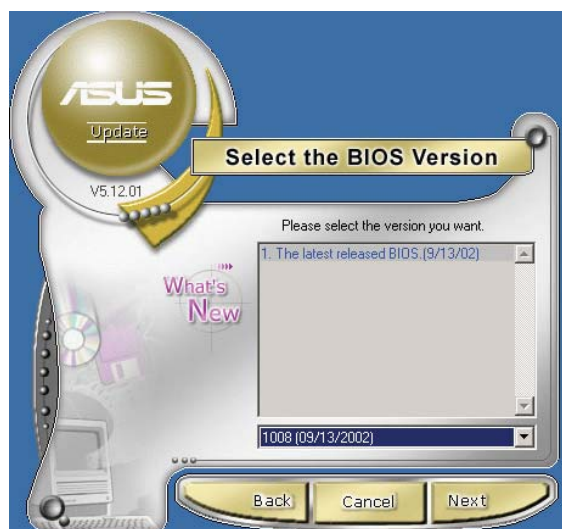 ASUS
Update
V5.12.01
Select the BIOS Version
Please select the version you want.
1. The latest released BIOS.(9/13/02)
What's
New
1008 (09/13/2002)
Back
Cancel
Next